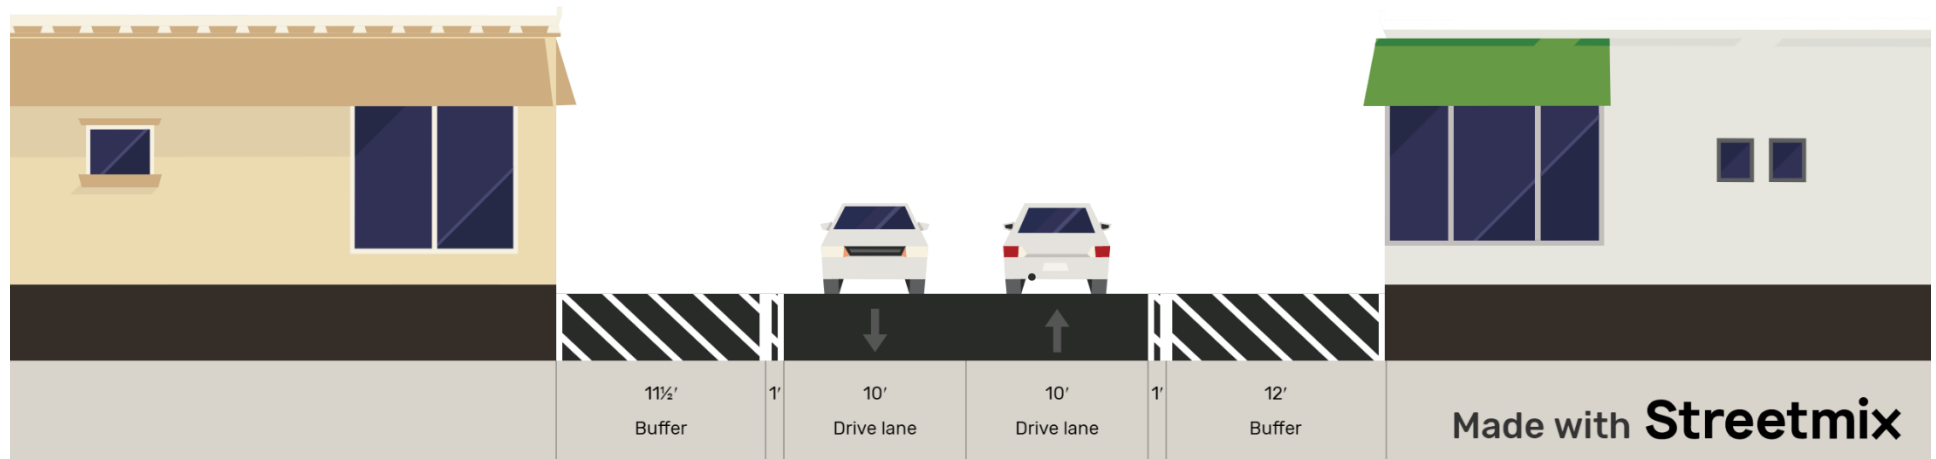 11½′ 1′ 10′ 10′ 1′ 12′
Buffer Drive lane Drive lane Buffer
Made with Streetmix